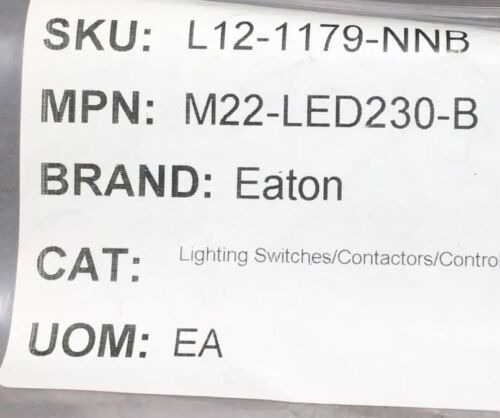 SKU: L12-1179-NNB
MPN: M22-LED230-B
BRAND: Eaton
CAT: Lighting Switches/Contactors/Control
UOM: EA